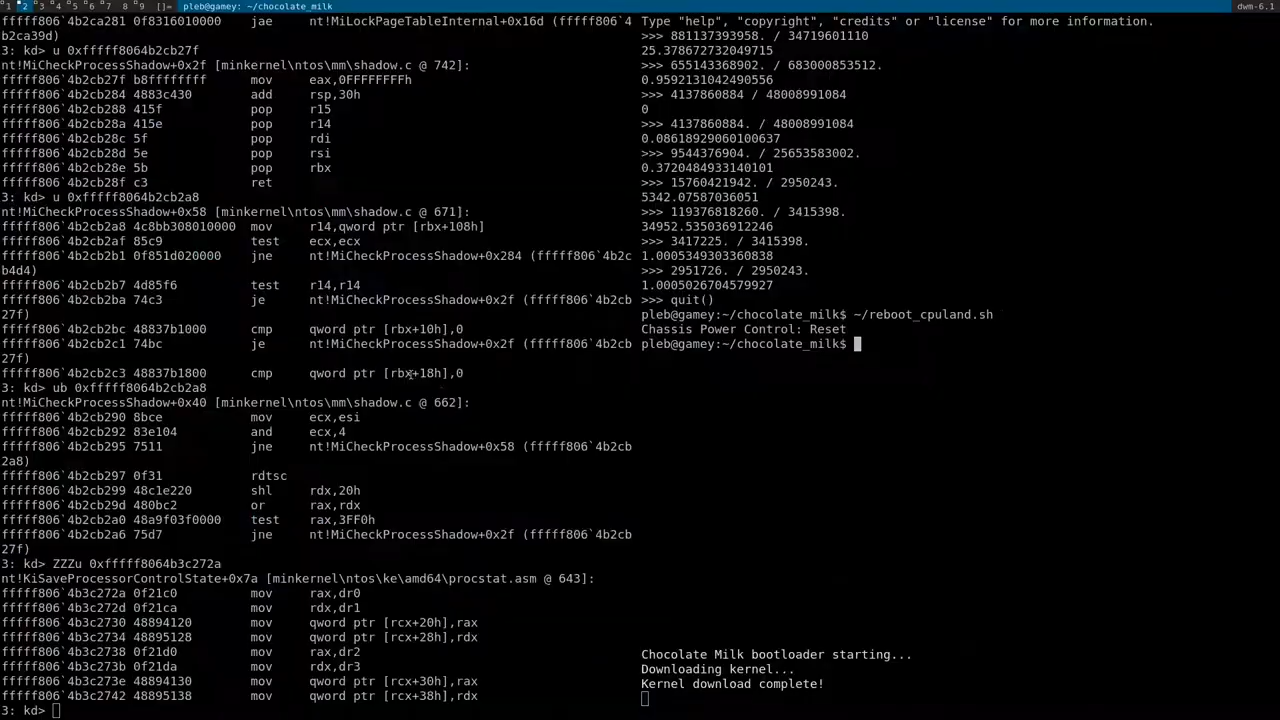 1 2 3 4 5 6 7 8 9 []= pleb@gamey: ~/chocolate_milk dwm-6.1
fffff806`4b2ca281 0f8316010000 jae nt!MiLockPageTableInternal+0x16d (fffff806`4
b2ca39d)
3: kd> u 0xfffff8064b2cb27f
nt!MiCheckProcessShadow+0x2f [minkernel\ntos\mm\shadow.c @ 742]:
fffff806`4b2cb27f b8ffffffff mov eax,0FFFFFFFFh
fffff806`4b2cb284 4883c430 add rsp,30h
fffff806`4b2cb288 415f pop r15
fffff806`4b2cb28a 415e pop r14
fffff806`4b2cb28c 5f pop rdi
fffff806`4b2cb28d 5e pop rsi
fffff806`4b2cb28e 5b pop rbx
fffff806`4b2cb28f c3 ret
3: kd> u 0xfffff8064b2cb2a8
nt!MiCheckProcessShadow+0x58 [minkernel\ntos\mm\shadow.c @ 671]:
fffff806`4b2cb2a8 4c8bb308010000 mov r14,qword ptr [rbx+108h]
fffff806`4b2cb2af 85c9 test ecx,ecx
fffff806`4b2cb2b1 0f851d020000 jne nt!MiCheckProcessShadow+0x284 (fffff806`4b2c
b4d4)
fffff806`4b2cb2b7 4d85f6 test r14,r14
fffff806`4b2cb2ba 74c3 je nt!MiCheckProcessShadow+0x2f (fffff806`4b2cb
27f)
fffff806`4b2cb2bc 48837b1000 cmp qword ptr [rbx+10h],0
fffff806`4b2cb2c1 74bc je nt!MiCheckProcessShadow+0x2f (fffff806`4b2cb
27f)
fffff806`4b2cb2c3 48837b1800 cmp qword ptr [rbx+18h],0
3: kd> ub 0xfffff8064b2cb2a8
nt!MiCheckProcessShadow+0x40 [minkernel\ntos\mm\shadow.c @ 662]:
fffff806`4b2cb290 8bce mov ecx,esi
fffff806`4b2cb292 83e104 and ecx,4
fffff806`4b2cb295 7511 jne nt!MiCheckProcessShadow+0x58 (fffff806`4b2cb
2a8)
fffff806`4b2cb297 0f31 rdtsc
fffff806`4b2cb299 48c1e220 shl rdx,20h
fffff806`4b2cb29d 480bc2 or rax,rdx
fffff806`4b2cb2a0 48a9f03f0000 test rax,3FF0h
fffff806`4b2cb2a6 75d7 jne nt!MiCheckProcessShadow+0x2f (fffff806`4b2cb
27f)
3: kd> ZZZu 0xfffff8064b3c272a
nt!KiSaveProcessorControlState+0x7a [minkernel\ntos\ke\amd64\procstat.asm @ 643]:
fffff806`4b3c272a 0f21c0 mov rax,dr0
fffff806`4b3c272d 0f21ca mov rdx,dr1
fffff806`4b3c2730 48894120 mov qword ptr [rcx+20h],rax
fffff806`4b3c2734 48895128 mov qword ptr [rcx+28h],rdx
fffff806`4b3c2738 0f21d0 mov rax,dr2
fffff806`4b3c273b 0f21da mov rdx,dr3
fffff806`4b3c273e 48894130 mov qword ptr [rcx+30h],rax
fffff806`4b3c2742 48895138 mov qword ptr [rcx+38h],rdx
3: kd>
Type "help", "copyright", "credits" or "license" for more information.
>>> 881137393958. / 34719601110
25.378672732049715
>>> 655143368902. / 683000853512.
0.9592131042490556
>>> 4137860884 / 48008991084
0
>>> 4137860884. / 48008991084
0.08618929060100637
>>> 9544376904. / 25653583002.
0.3720484933140101
>>> 15760421942. / 2950243.
5342.07587036051
>>> 119376818260. / 3415398.
34952.535036912246
>>> 3417225. / 3415398.
1.0005349303360838
>>> 2951726. / 2950243.
1.0005026704579927
>>> quit()
pleb@gamey:~/chocolate_milk$ ~/reboot_cpuland.sh
Chassis Power Control: Reset
pleb@gamey:~/chocolate_milk$
Chocolate Milk bootloader starting...
Downloading kernel...
Kernel download complete!